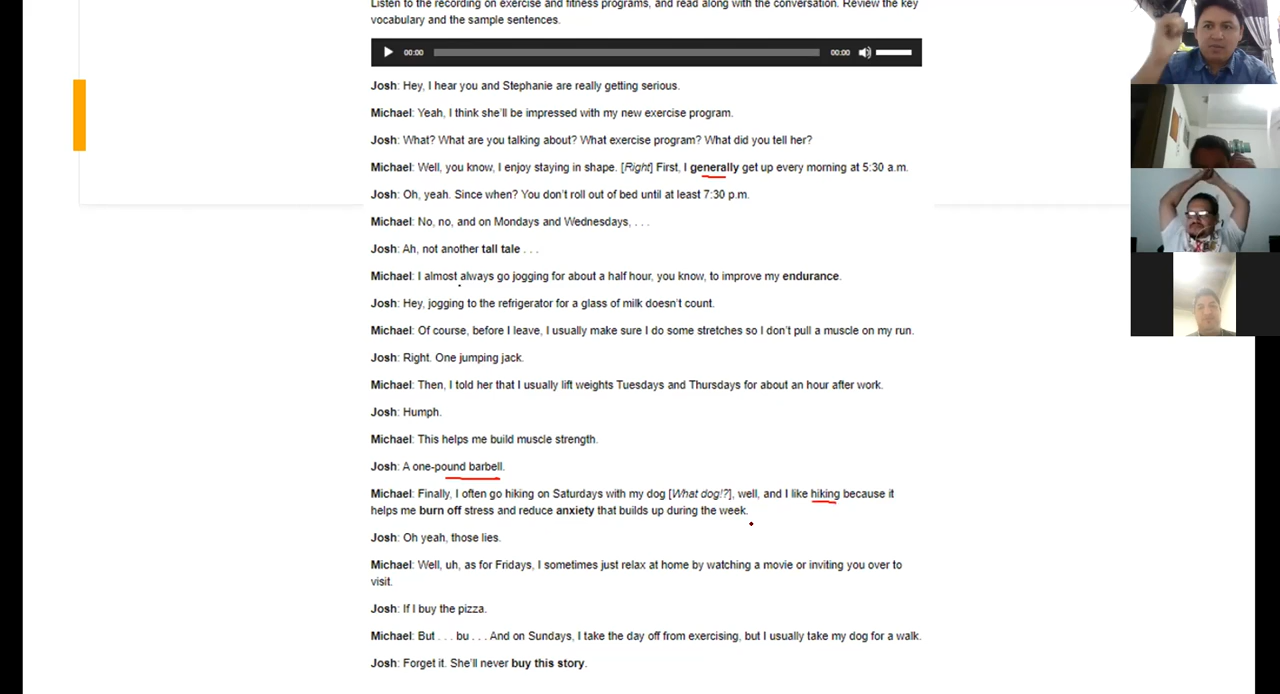 Listen to the recording on exercise and fitness programs, and read along with the conversation. Review the key
vocabulary and the sample sentences.
00:00 00:00
Josh: Hey, I hear you and Stephanie are really getting serious.
Michael: Yeah, I think she'll be impressed with my new exercise program.
Josh: What? What are you talking about? What exercise program? What did you tell her?
Michael: Well, you know, I enjoy staying in shape. [Right] First, I generally get up every morning at 5:30 a.m.
Josh: Oh, yeah. Since when? You don't roll out of bed until at least 7:30 p.m.
Michael: No, no, and on Mondays and Wednesdays, . . .
Josh: Ah, not another tall tale . . .
Michael: I almost always go jogging for about a half hour, you know, to improve my endurance.
Josh: Hey, jogging to the refrigerator for a glass of milk doesn't count.
Michael: Of course, before I leave, I usually make sure I do some stretches so I don't pull a muscle on my run.
Josh: Right. One jumping jack.
Michael: Then, I told her that I usually lift weights Tuesdays and Thursdays for about an hour after work.
Josh: Humph.
Michael: This helps me build muscle strength.
Josh: A one-pound barbell.
Michael: Finally, I often go hiking on Saturdays with my dog [What dog!?], well, and I like hiking because it
helps me burn off stress and reduce anxiety that builds up during the week.
Josh: Oh yeah, those lies.
Michael: Well, uh, as for Fridays, I sometimes just relax at home by watching a movie or inviting you over to
visit.
Josh: If I buy the pizza.
Michael: But . . . bu . . . And on Sundays, I take the day off from exercising, but I usually take my dog for a walk.
Josh: Forget it. She'll never buy this story.